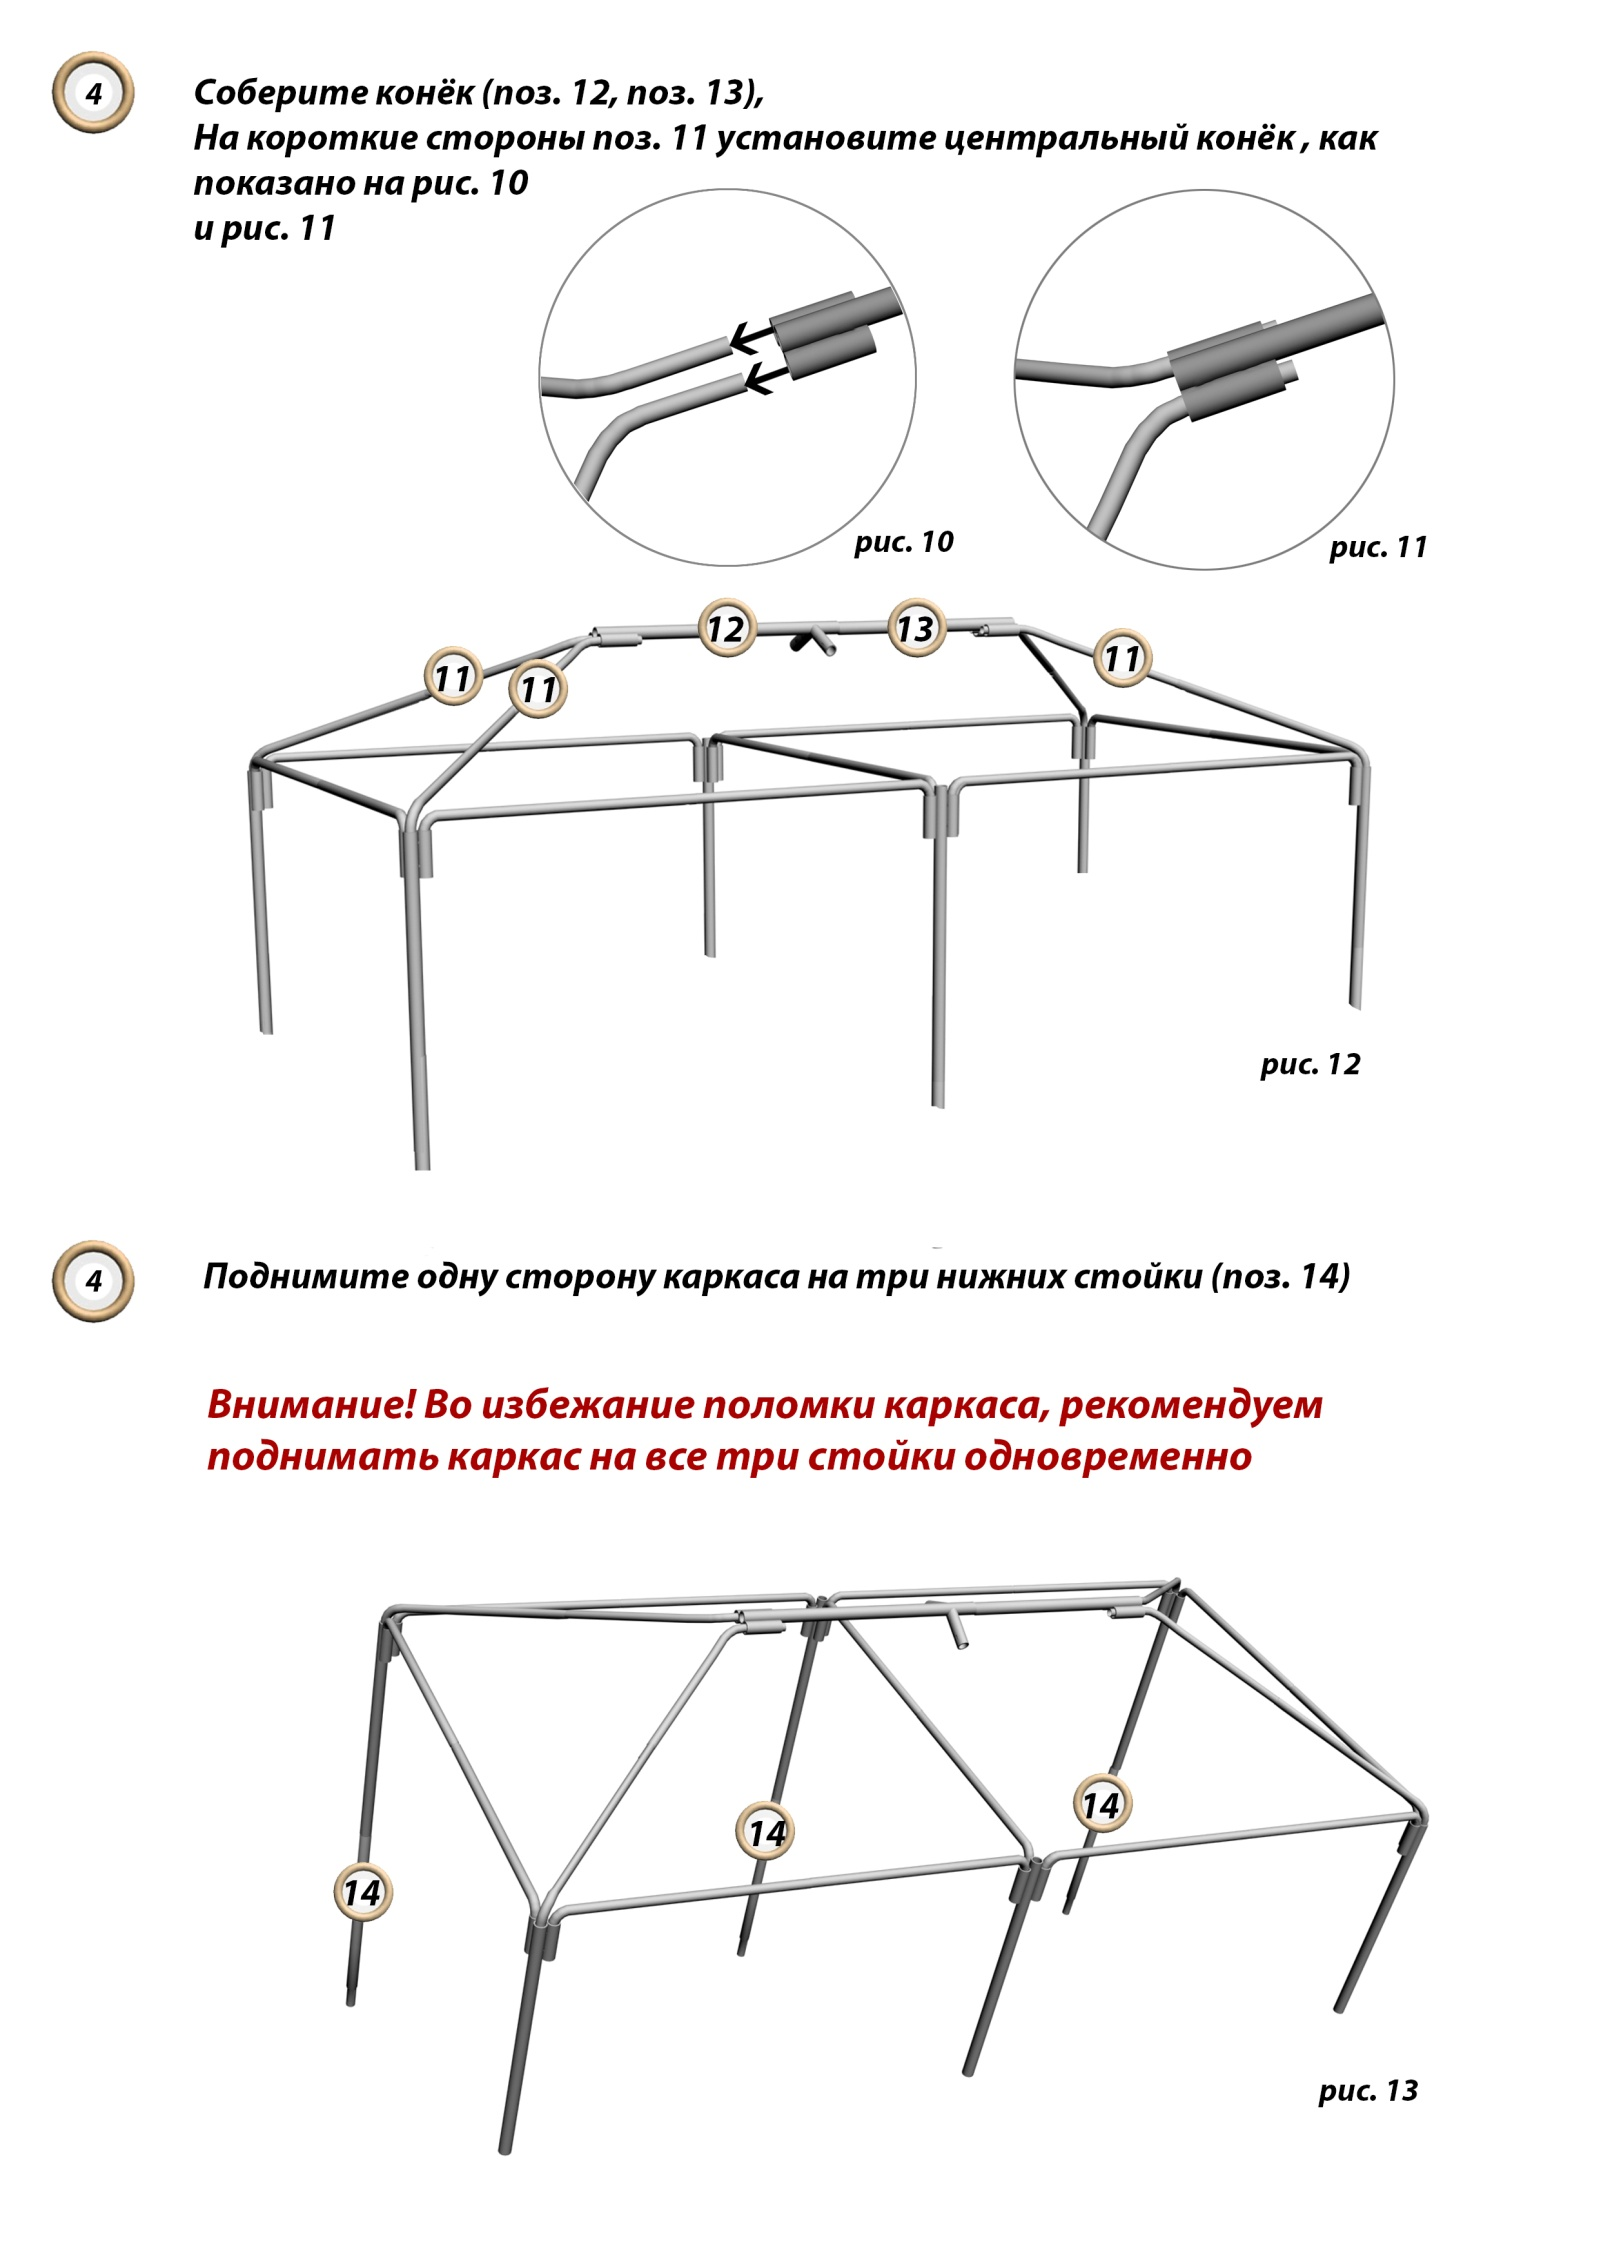 4
Соберите конёк (поз. 12, поз. 13),
На короткие стороны поз. 11 установите центральный конёк , как
показано на рис. 10
и рис. 11
рис. 10
рис. 11
12
13
11
11
11
рис. 12
4
Поднимите одну сторону каркаса на три нижних стойки (поз. 14)
Внимание! Во избежание поломки каркаса, рекомендуем
поднимать каркас на все три стойки одновременно
14
14
14
рис. 13